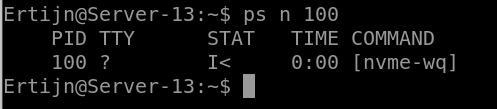 Ertijn@Server-13:~$ ps n 100
PID TTY STAT TIME COMMAND
100 ? I< 0:00 [nvme-wq]
Ertijn@Server-13:~$